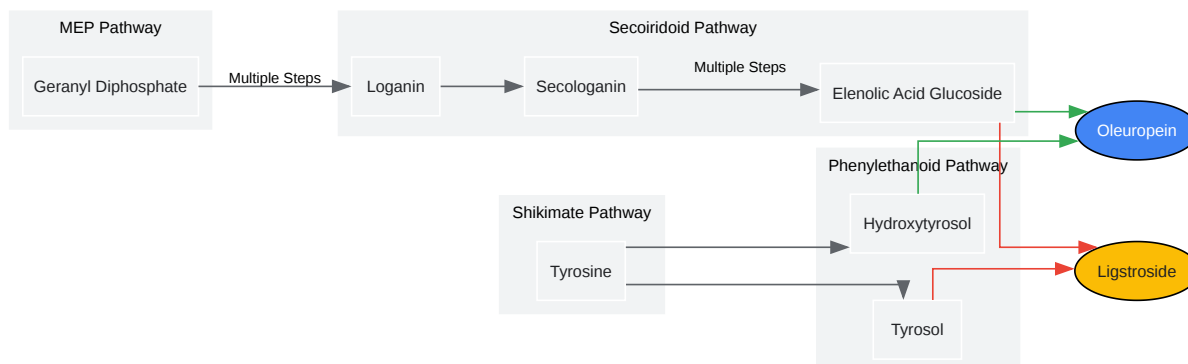 MEP Pathway
Geranyl Diphosphate
Multiple Steps
Secoiridoid Pathway
Loganin
Secologanin
Multiple Steps
Elenolic Acid Glucoside
Oleuropein
Phenylethanoid Pathway
Hydroxytyrosol
Shikimate Pathway
Tyrosine
Ligstroside
Tyrosol